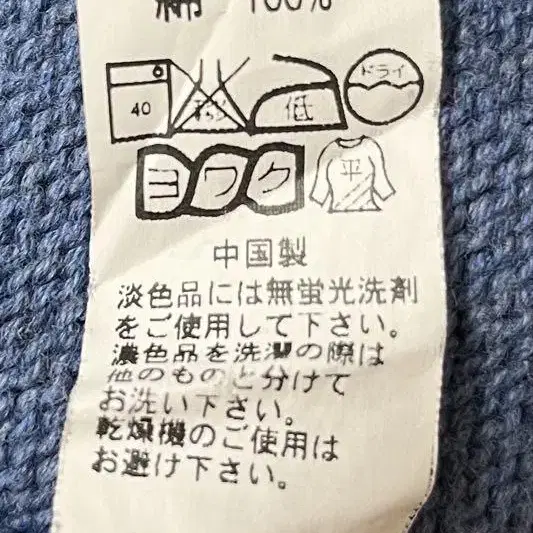 綿 100%
40 低 ドライ
ヨワク 平
中国製
淡色品には無蛍光洗剤
をご使用して下さい。
濃色品を洗濯の際は
他のものと分けて
お洗い下さい。
乾燥機のご使用は
お避け下さい。